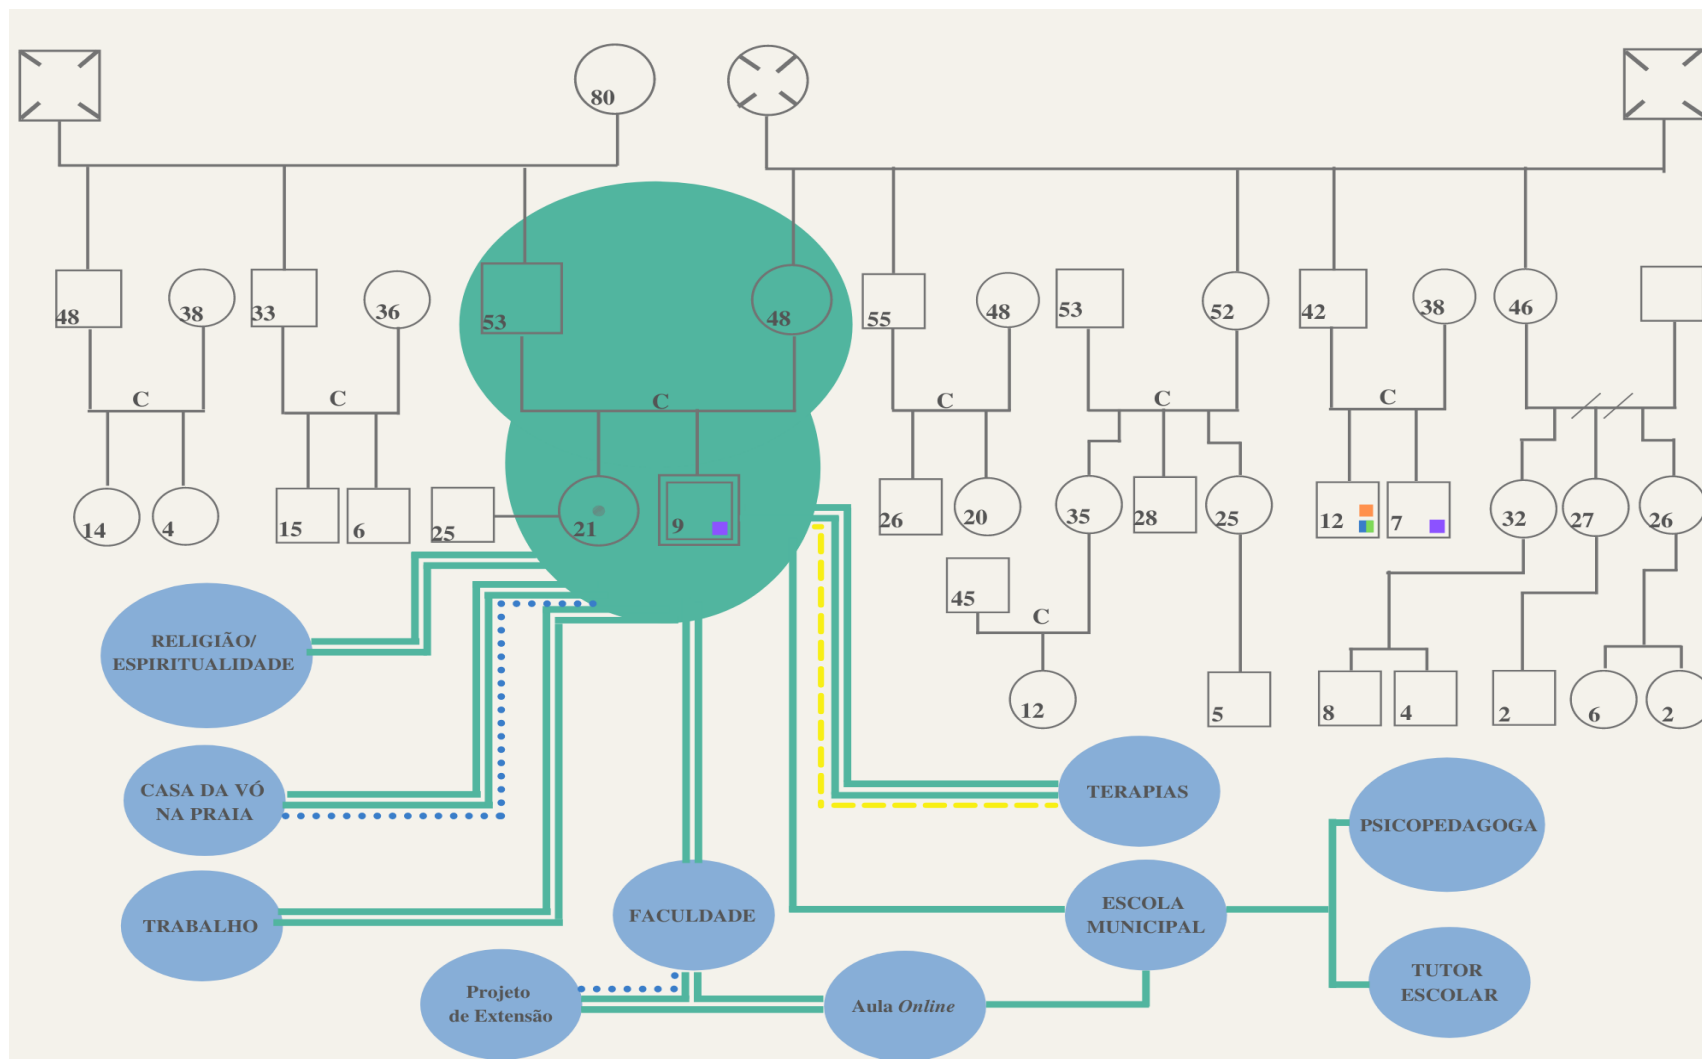 80
48
38
33
36
53
48
55
48
53
52
42
38
46
C
C
C
C
C
C
14
4
15
6
25
21
9
26
20
35
28
25
12
7
32
27
26
45
C
12
5
8
4
2
6
2
RELIGIÃO/
ESPIRITUALIDADE
CASA DA VÓ
NA PRAIA
TERAPIAS
PSICOPEDAGOGA
TRABALHO
FACULDADE
ESCOLA
MUNICIPAL
TUTOR
ESCOLAR
Projeto
de Extensão
Aula Online